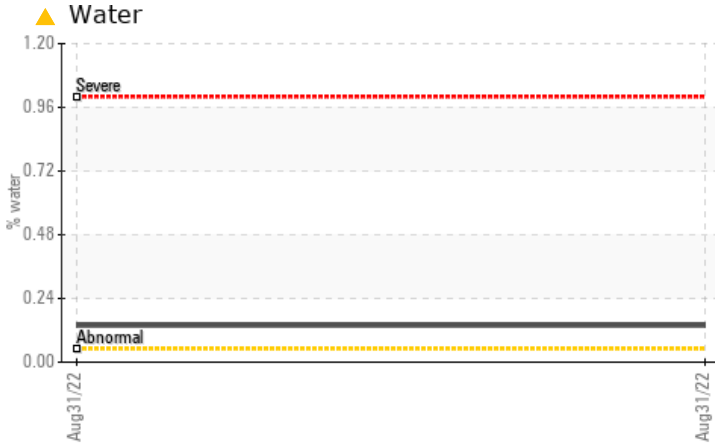 Water
1.20
Severe
0.96
0.72
% water
0.48
0.24
Abnormal
0.00
Aug31/22
Aug31/22